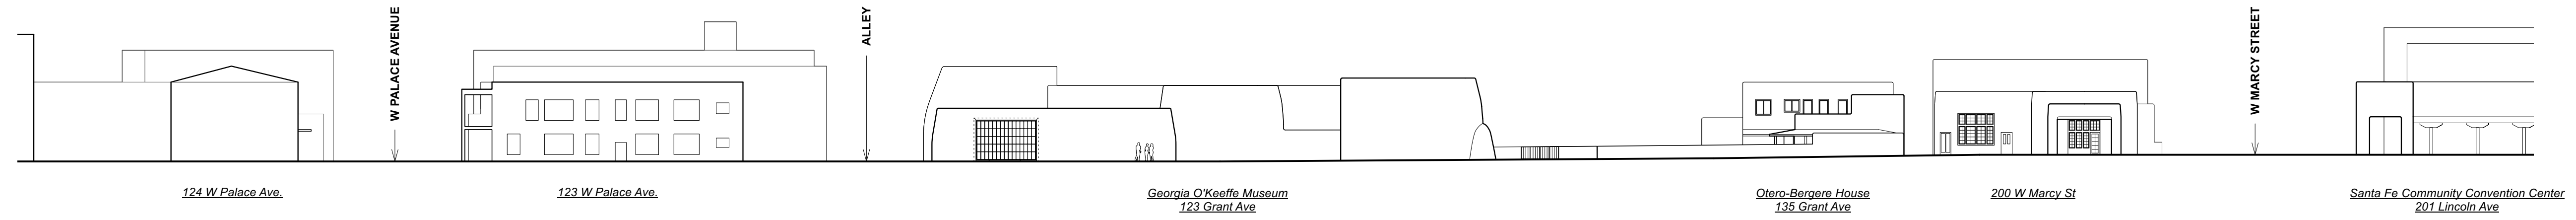 W PALACE AVENUE
ALLEY
W MARCY STREET
124 W Palace Ave.
123 W Palace Ave.
Georgia O'Keeffe Museum
123 Grant Ave
Otero-Bergere House
135 Grant Ave
200 W Marcy St
Santa Fe Community Convention Center
201 Lincoln Ave